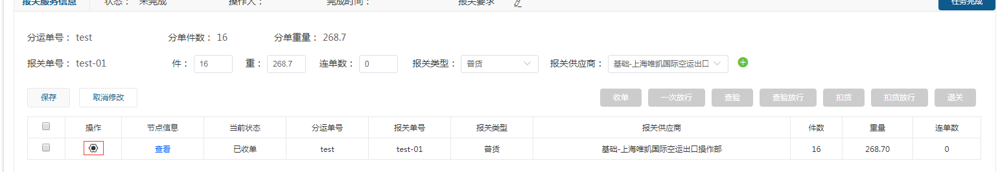 报关服务信息 状态： 未完成 操作人： 完成时间： 报关要求 任务完成
分运单号： test 分单件数： 16 分单重量： 268.7
报关单号： test-01 件： 16 重： 268.7 连单数： 0 报关类型： 普货 报关供应商： 基础-上海唯凯国际空运出口
保存 取消修改 收单 一次放行 查验 查验放行 扣货 扣货放行 退关
操作 节点信息 当前状态 分运单号 报关单号 报关类型 报关供应商 件数 重量 连单数
查看 已收单 test test-01 普货 基础-上海唯凯国际空运出口操作部 16 268.70 0